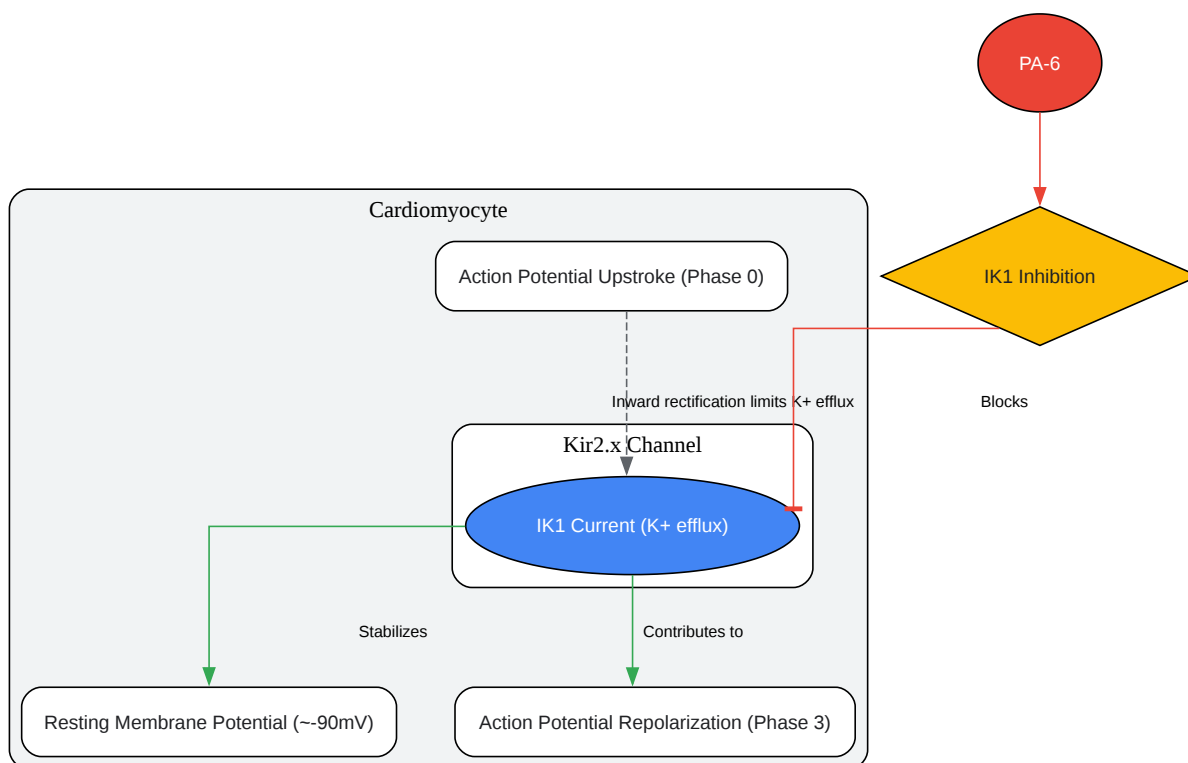 PA-6
Cardiomyocyte
Action Potential Upstroke (Phase 0)
IK1 Inhibition
Inward rectification limits K+ efflux
Blocks
Kir2.x Channel
IK1 Current (K+ efflux)
Stabilizes
Contributes to
Resting Membrane Potential (~-90mV)
Action Potential Repolarization (Phase 3)